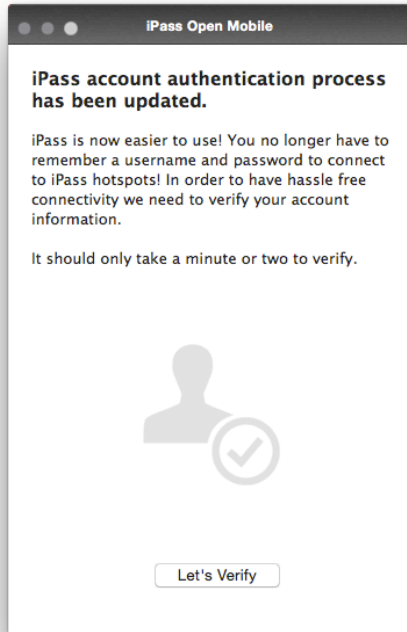 iPass Open Mobile
iPass account authentication process
has been updated.
iPass is now easier to use! You no longer have to
remember a username and password to connect
to iPass hotspots! In order to have hassle free
connectivity we need to verify your account
information.
It should only take a minute or two to verify.
Let's Verify